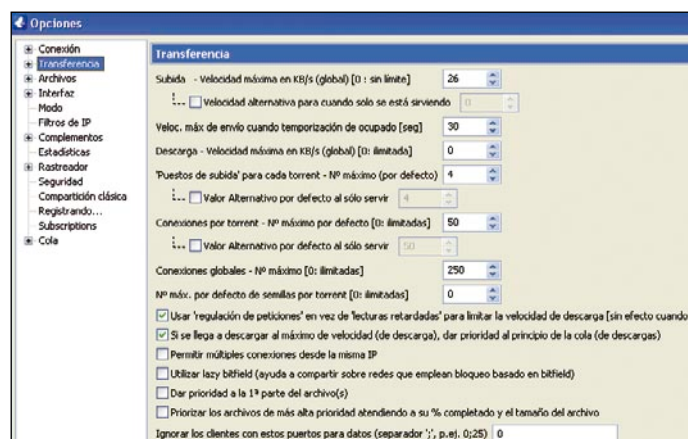 Opciones
Conexión
Transferencia
Archivos
Interfaz
Modo
Filtros de IP
Complementos
Estadísticas
Rastreador
Seguridad
Compartición clásica
Registrando...
Subscriptions
Cola
Transferencia
Subida - Velocidad máxima en KB/s (global) [0 : sin límite] 26
Velocidad alternativa para cuando solo se está sirviendo 0
Veloc. máx de envío cuando temporización de ocupado [seg] 30
Descarga - Velocidad máxima en KB/s (global) [0: ilimitada] 0
'Puestos de subida' para cada torrent - Nº máximo (por defecto) 4
Valor Alternativo por defecto al sólo servir 4
Conexiones por torrent - Nº máximo por defecto [0: ilimitadas] 50
Valor Alternativo por defecto al sólo servir 50
Conexiones globales - Nº máximo [0: ilimitadas] 250
Nº máx. por defecto de semillas por torrent [0: ilimitadas] 0
Usar 'regulación de peticiones' en vez de 'lecturas retardadas' para limitar la velocidad de descarga [sin efecto cuando
Si se llega a descargar al máximo de velocidad (de descarga), dar prioridad al principio de la cola (de descargas)
Permitir múltiples conexiones desde la misma IP
Utilizar lazy bitfield (ayuda a compartir sobre redes que emplean bloqueo basado en bitfield)
Dar prioridad a la 1ª parte del archivo(s)
Priorizar los archivos de más alta prioridad atendiendo a su % completado y el tamaño del archivo
Ignorar los clientes con estos puertos para datos (separador ';', p.ej. 0;25) 0